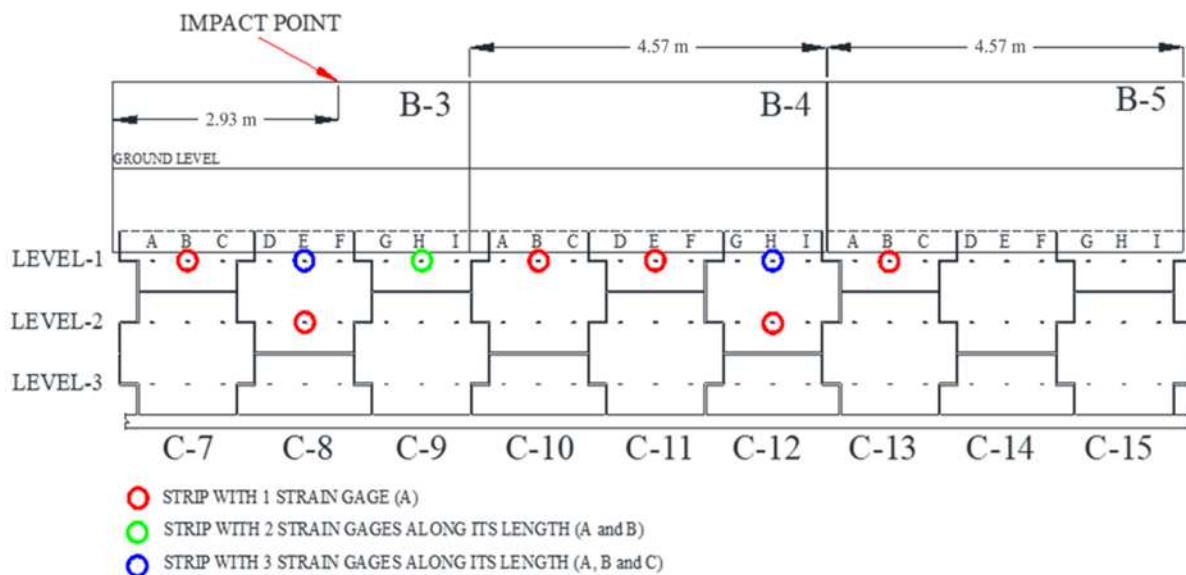 IMPACT POINT
4.57 m
4.57 m
B-3
B-4
B-5
2.93 m
GROUND LEVEL
A B C D E F G H I A B C D E F G H I A B C D E F G H I
LEVEL-1
LEVEL-2
LEVEL-3
C-7 C-8 C-9 C-10 C-11 C-12 C-13 C-14 C-15
STRIP WITH 1 STRAIN GAGE (A)
STRIP WITH 2 STRAIN GAGES ALONG ITS LENGTH (A and B)
STRIP WITH 3 STRAIN GAGES ALONG ITS LENGTH (A, B and C)